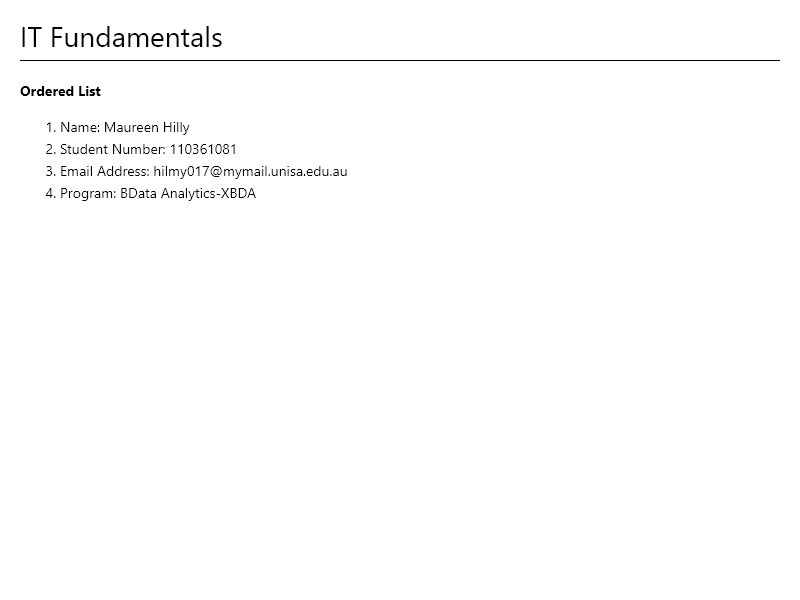 IT Fundamentals
Ordered List
1. Name: Maureen Hilly
2. Student Number: 110361081
3. Email Address: hilmy017@mymail.unisa.edu.au
4. Program: BData Analytics-XBDA